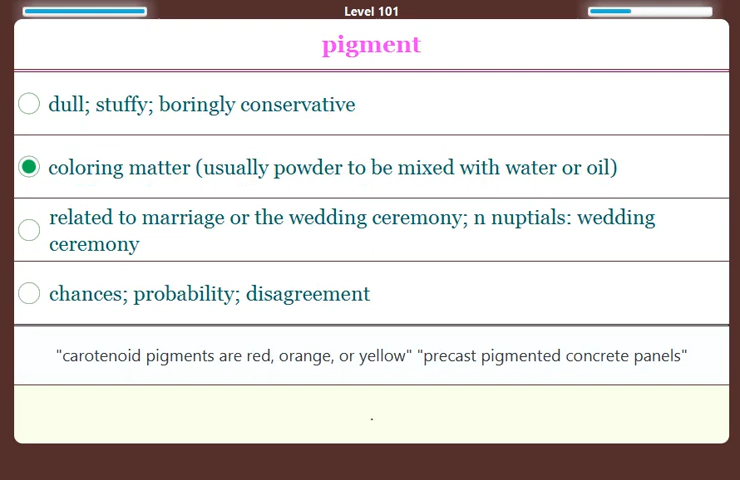 Level 101
pigment
dull; stuffy; boringly conservative
coloring matter (usually powder to be mixed with water or oil)
related to marriage or the wedding ceremony; n nuptials: wedding
ceremony
chances; probability; disagreement
"carotenoid pigments are red, orange, or yellow" "precast pigmented concrete panels"
.